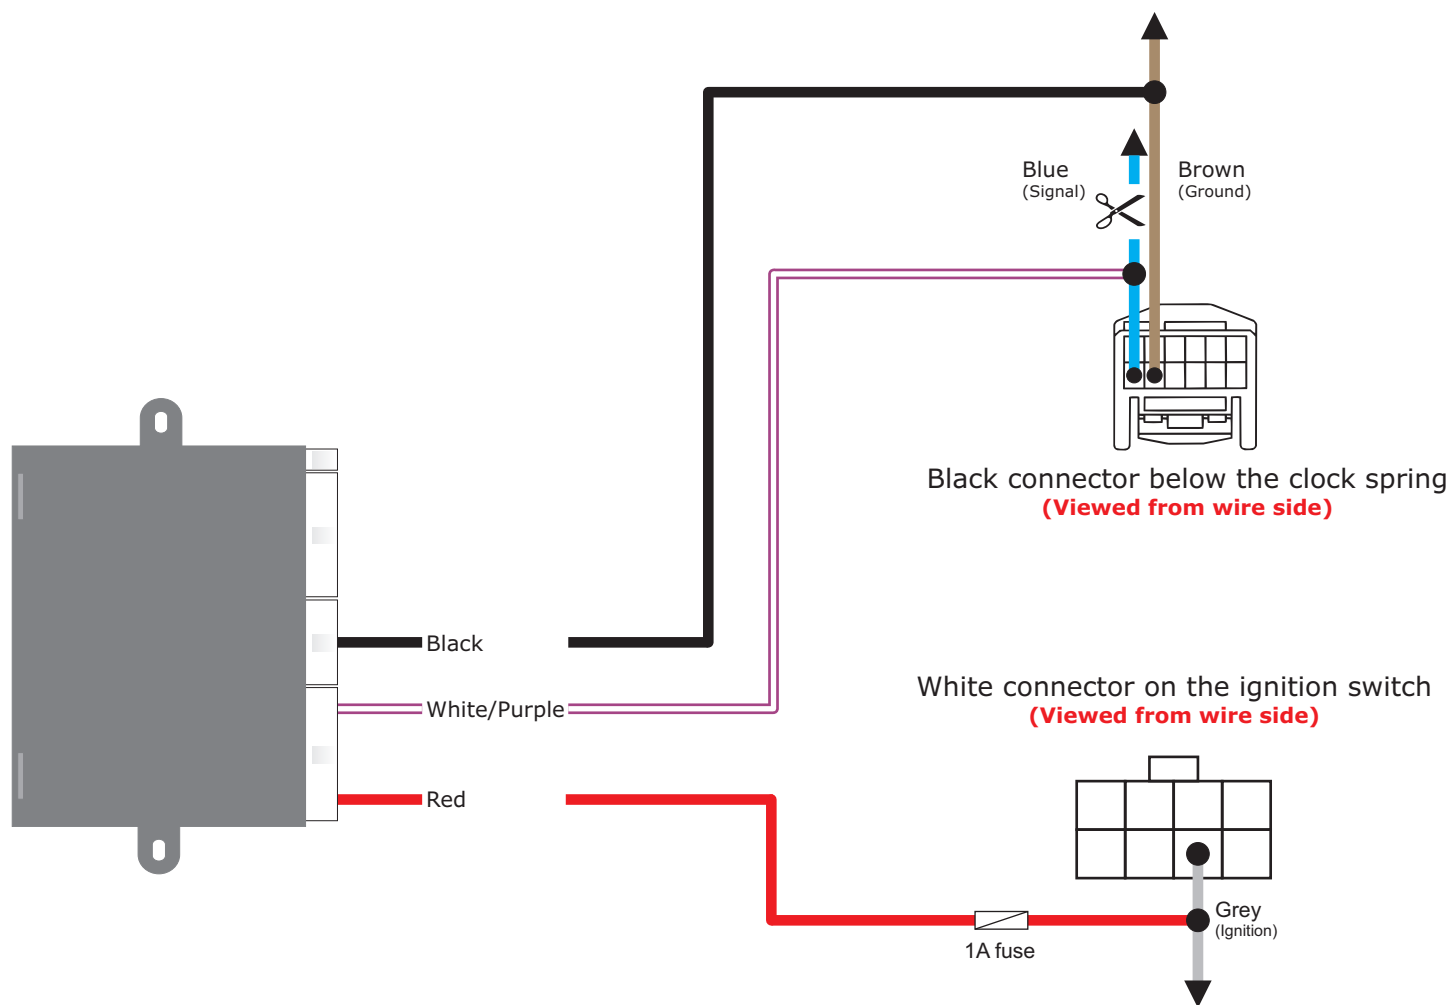 Blue
(Signal)
Brown
(Ground)
Black connector below the clock spring
(Viewed from wire side)
Black
White/Purple
Red
White connector on the ignition switch
(Viewed from wire side)
Grey
(Ignition)
1A fuse